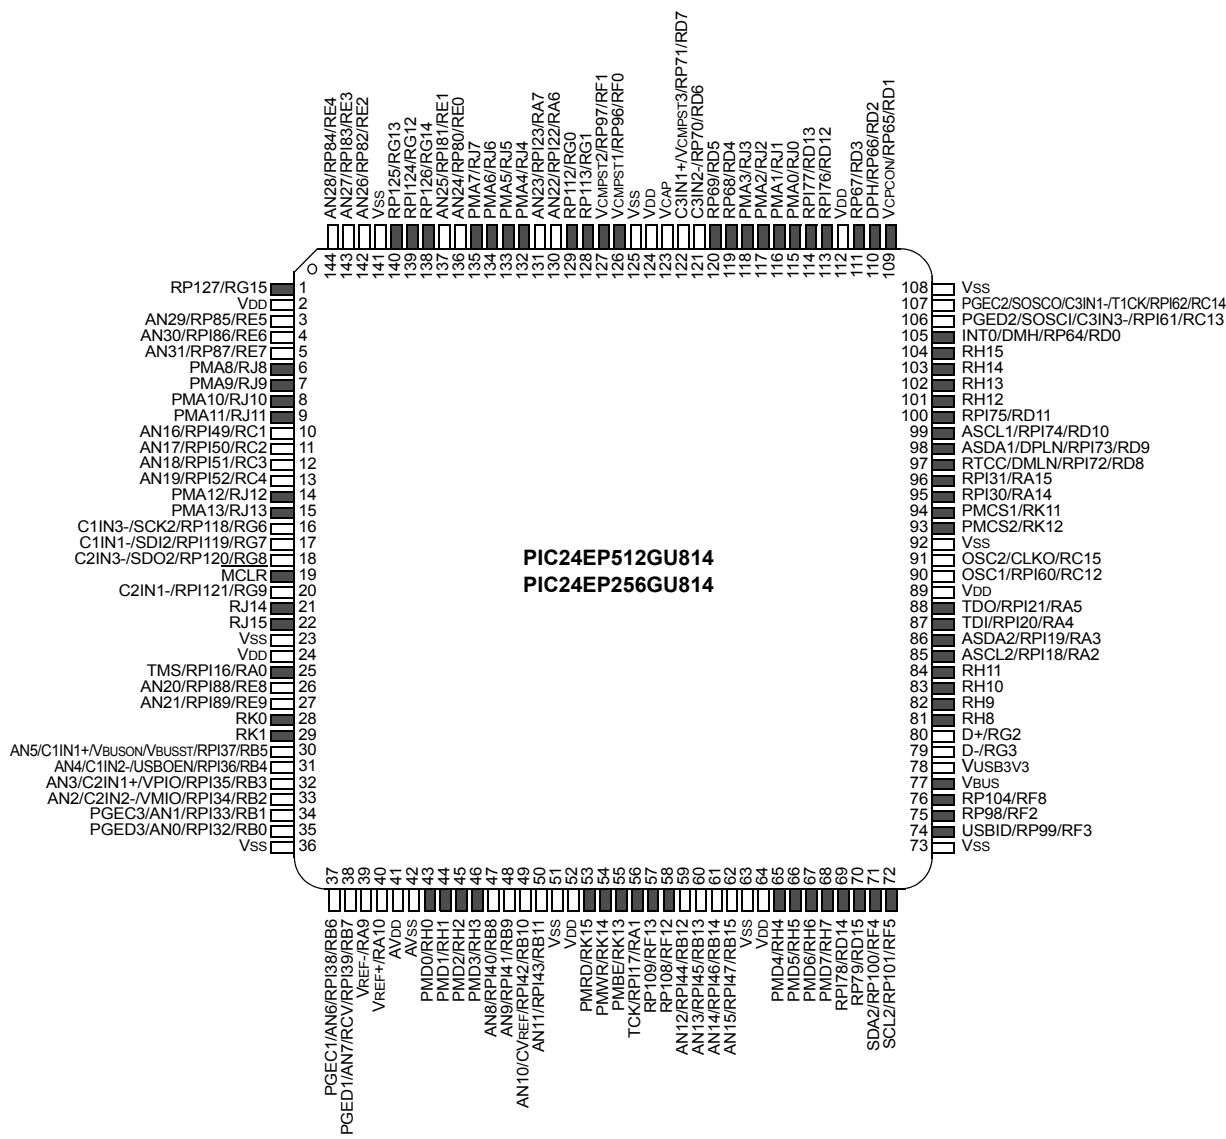 AN28/RP84/RE4
AN27/RPI83/RE3
AN26/RP82/RE2
VSS
RP125/RG13
RPI124/RG12
RP126/RG14
AN25/RPI81/RE1
AN24/RP80/RE0
PMA7/RJ7
PMA6/RJ6
PMA5/RJ5
PMA4/RJ4
AN23/RPI23/RA7
AN22/RPI22/RA6
RP112/RG0
RP113/RG1
VCMPST2/RP97/RF1
VCMPST1/RP96/RF0
VSS
VDD
VCAP
C3IN1+/VCMPST3/RP71/RD7
C3IN2-/RP70/RD6
RP69/RD5
RP68/RD4
PMA3/RJ3
PMA2/RJ2
PMA1/RJ1
PMA0/RJ0
RPI77/RD13
RPI76/RD12
VDD
RP67/RD3
DPH/RP66/RD2
VCPCON/RP65/RD1
144
143
142
141
140
139
138
137
136
135
134
133
132
131
130
129
128
127
126
125
124
123
122
121
120
119
118
117
116
115
114
113
112
111
110
109
RP127/RG15 1
VDD 2
AN29/RP85/RE5 3
AN30/RPI86/RE6 4
AN31/RP87/RE7 5
PMA8/RJ8 6
PMA9/RJ9 7
PMA10/RJ10 8
PMA11/RJ11 9
AN16/RPI49/RC1 10
AN17/RPI50/RC2 11
AN18/RPI51/RC3 12
AN19/RPI52/RC4 13
PMA12/RJ12 14
PMA13/RJ13 15
C1IN3-/SCK2/RP118/RG6 16
C1IN1-/SDI2/RPI119/RG7 17
C2IN3-/SDO2/RP120/RG8 18
MCLR 19
C2IN1-/RPI121/RG9 20
RJ14 21
RJ15 22
VSS 23
VDD 24
TMS/RPI16/RA0 25
AN20/RPI88/RE8 26
AN21/RPI89/RE9 27
RK0 28
RK1 29
AN5/C1IN1+/VBUSON/VBUSST/RPI37/RB5 30
AN4/C1IN2-/USBOEN/RPI36/RB4 31
AN3/C2IN1+/VPIO/RPI35/RB3 32
AN2/C2IN2-/VMIO/RPI34/RB2 33
PGEC3/AN1/RPI33/RB1 34
PGED3/AN0/RPI32/RB0 35
VSS 36
PIC24EP512GU814
PIC24EP256GU814
108 VSS
107 PGEC2/SOSCO/C3IN1-/T1CK/RPI62/RC14
106 PGED2/SOSCI/C3IN3-/RPI61/RC13
105 INT0/DMH/RP64/RD0
104 RH15
103 RH14
102 RH13
101 RH12
100 RPI75/RD11
99 ASCL1/RPI74/RD10
98 ASDA1/DPLN/RPI73/RD9
97 RTCC/DMLN/RPI72/RD8
96 RPI31/RA15
95 RPI30/RA14
94 PMCS1/RK11
93 PMCS2/RK12
92 VSS
91 OSC2/CLKO/RC15
90 OSC1/RPI60/RC12
89 VDD
88 TDO/RPI21/RA5
87 TDI/RPI20/RA4
86 ASDA2/RPI19/RA3
85 ASCL2/RPI18/RA2
84 RH11
83 RH10
82 RH9
81 RH8
80 D+/RG2
79 D-/RG3
78 VUSB3V3
77 VBUS
76 RP104/RF8
75 RP98/RF2
74 USBID/RP99/RF3
73 VSS
37
38
39
40
41
42
43
44
45
46
47
48
49
50
51
52
53
54
55
56
57
58
59
60
61
62
63
64
65
66
67
68
69
70
71
72
PGEC1/AN6/RPI38/RB6
PGED1/AN7/RCV/RPI39/RB7
VREF-/RA9
VREF+/RA10
AVDD
AVSS
PMD0/RH0
PMD1/RH1
PMD2/RH2
PMD3/RH3
AN8/RPI40/RB8
AN9/RPI41/RB9
AN10/CVREF/RPI42/RB10
AN11/RPI43/RB11
VSS
VDD
PMRD/RK15
PMWR/RK14
PMBE/RK13
TCK/RPI17/RA1
RP109/RF13
RP108/RF12
AN12/RPI44/RB12
AN13/RPI45/RB13
AN14/RPI46/RB14
AN15/RPI47/RB15
VSS
VDD
PMD4/RH4
PMD5/RH5
PMD6/RH6
PMD7/RH7
RPI78/RD14
RP79/RD15
SDA2/RP100/RF4
SCL2/RP101/RF5